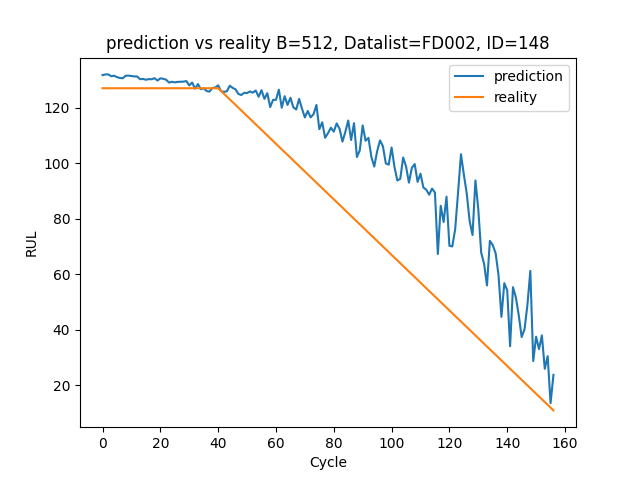 prediction vs reality B=512, Datalist=FD002, ID=148
prediction
reality
RUL
120
100
80
60
40
20
0 20 40 60 80 100 120 140 160
Cycle